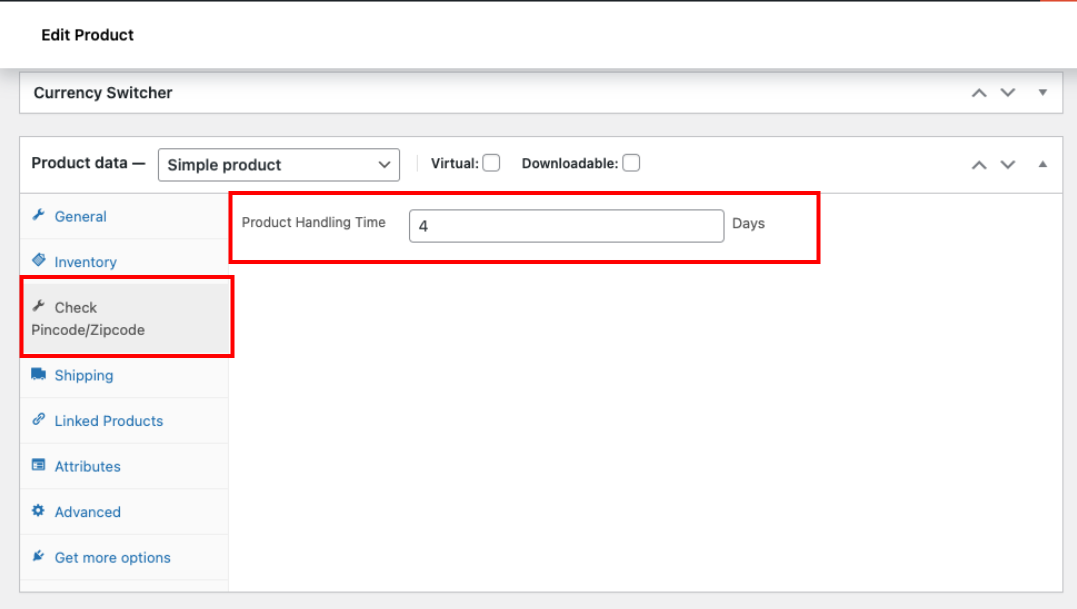 Edit Product
Currency Switcher
Product data — Simple product Virtual: Downloadable:
General
Product Handling Time 4 Days
Inventory
Check
Pincode/Zipcode
Shipping
Linked Products
Attributes
Advanced
Get more options